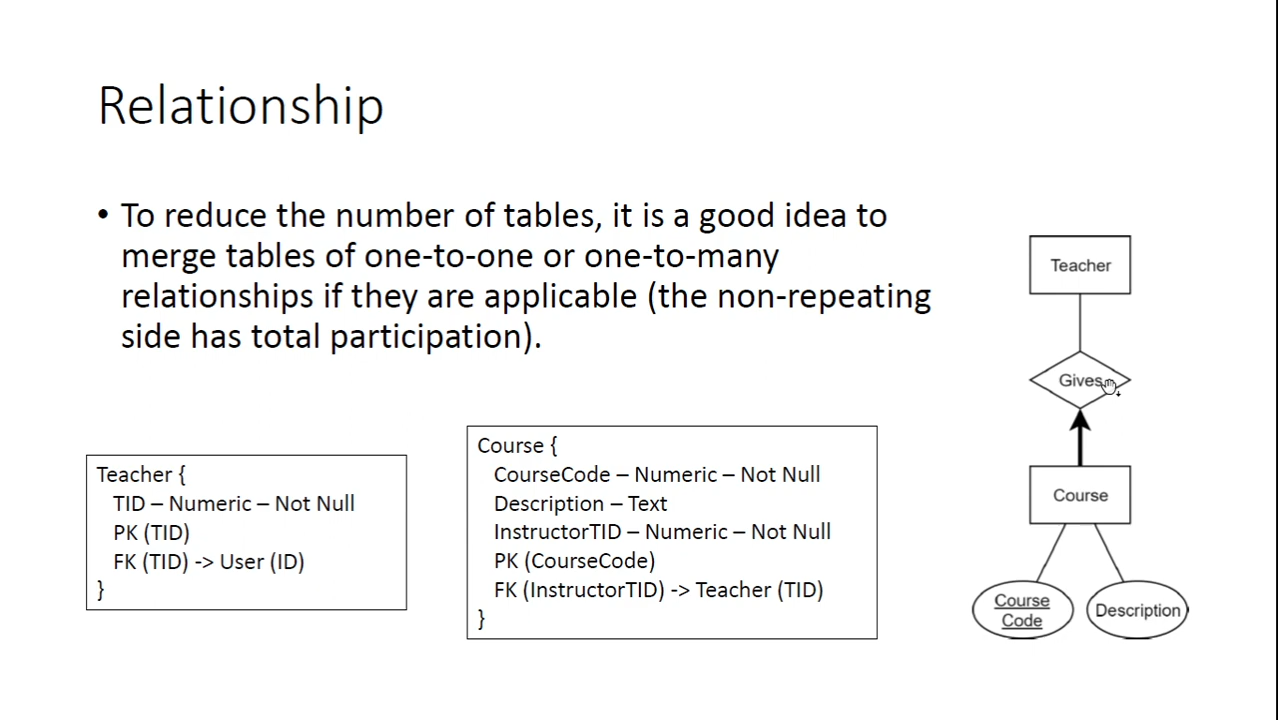 Relationship
• To reduce the number of tables, it is a good idea to
merge tables of one-to-one or one-to-many
relationships if they are applicable (the non-repeating
side has total participation).
Teacher {
TID – Numeric – Not Null
PK (TID)
FK (TID) -> User (ID)
}
Course {
CourseCode – Numeric – Not Null
Description – Text
InstructorTID – Numeric – Not Null
PK (CourseCode)
FK (InstructorTID) -> Teacher (TID)
}
Teacher
Gives
Course
Course
Code
Description